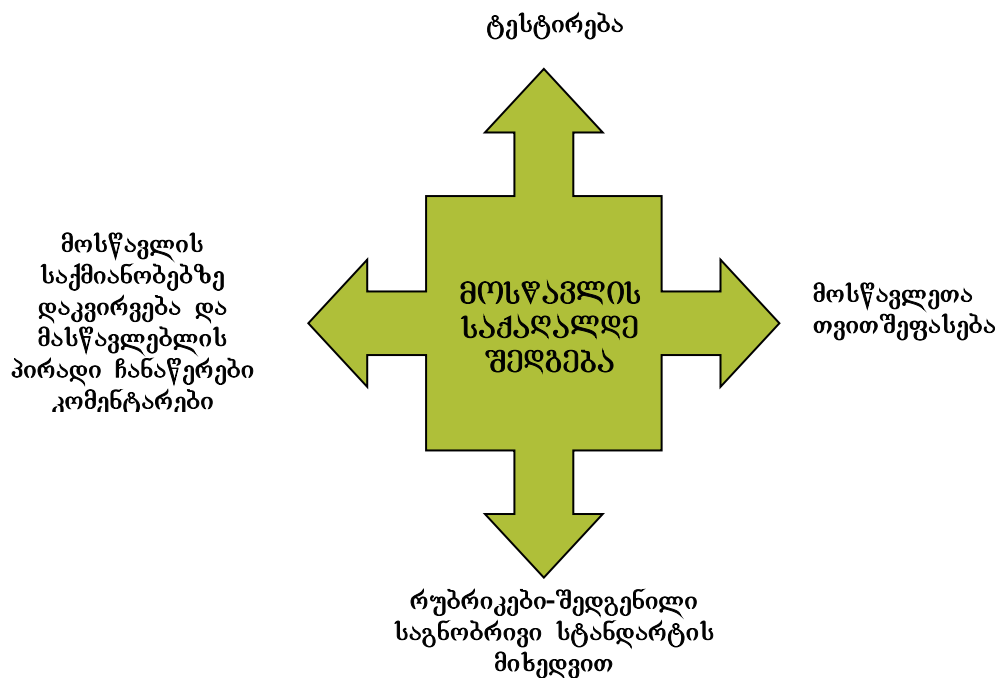 ტესტირება
მოსწავლის
საქმიანობებზე
დაკვირვება და
მასწავლებლის
პირადი ჩანაწერები
კომენტარები
მოსწავლის
საქაღალდე
შედგება
მოსწავლეთა
თვითშეფასება
რუბრიკები-შედგენილი
საგნობრივი სტანდარტის
მიხედვით